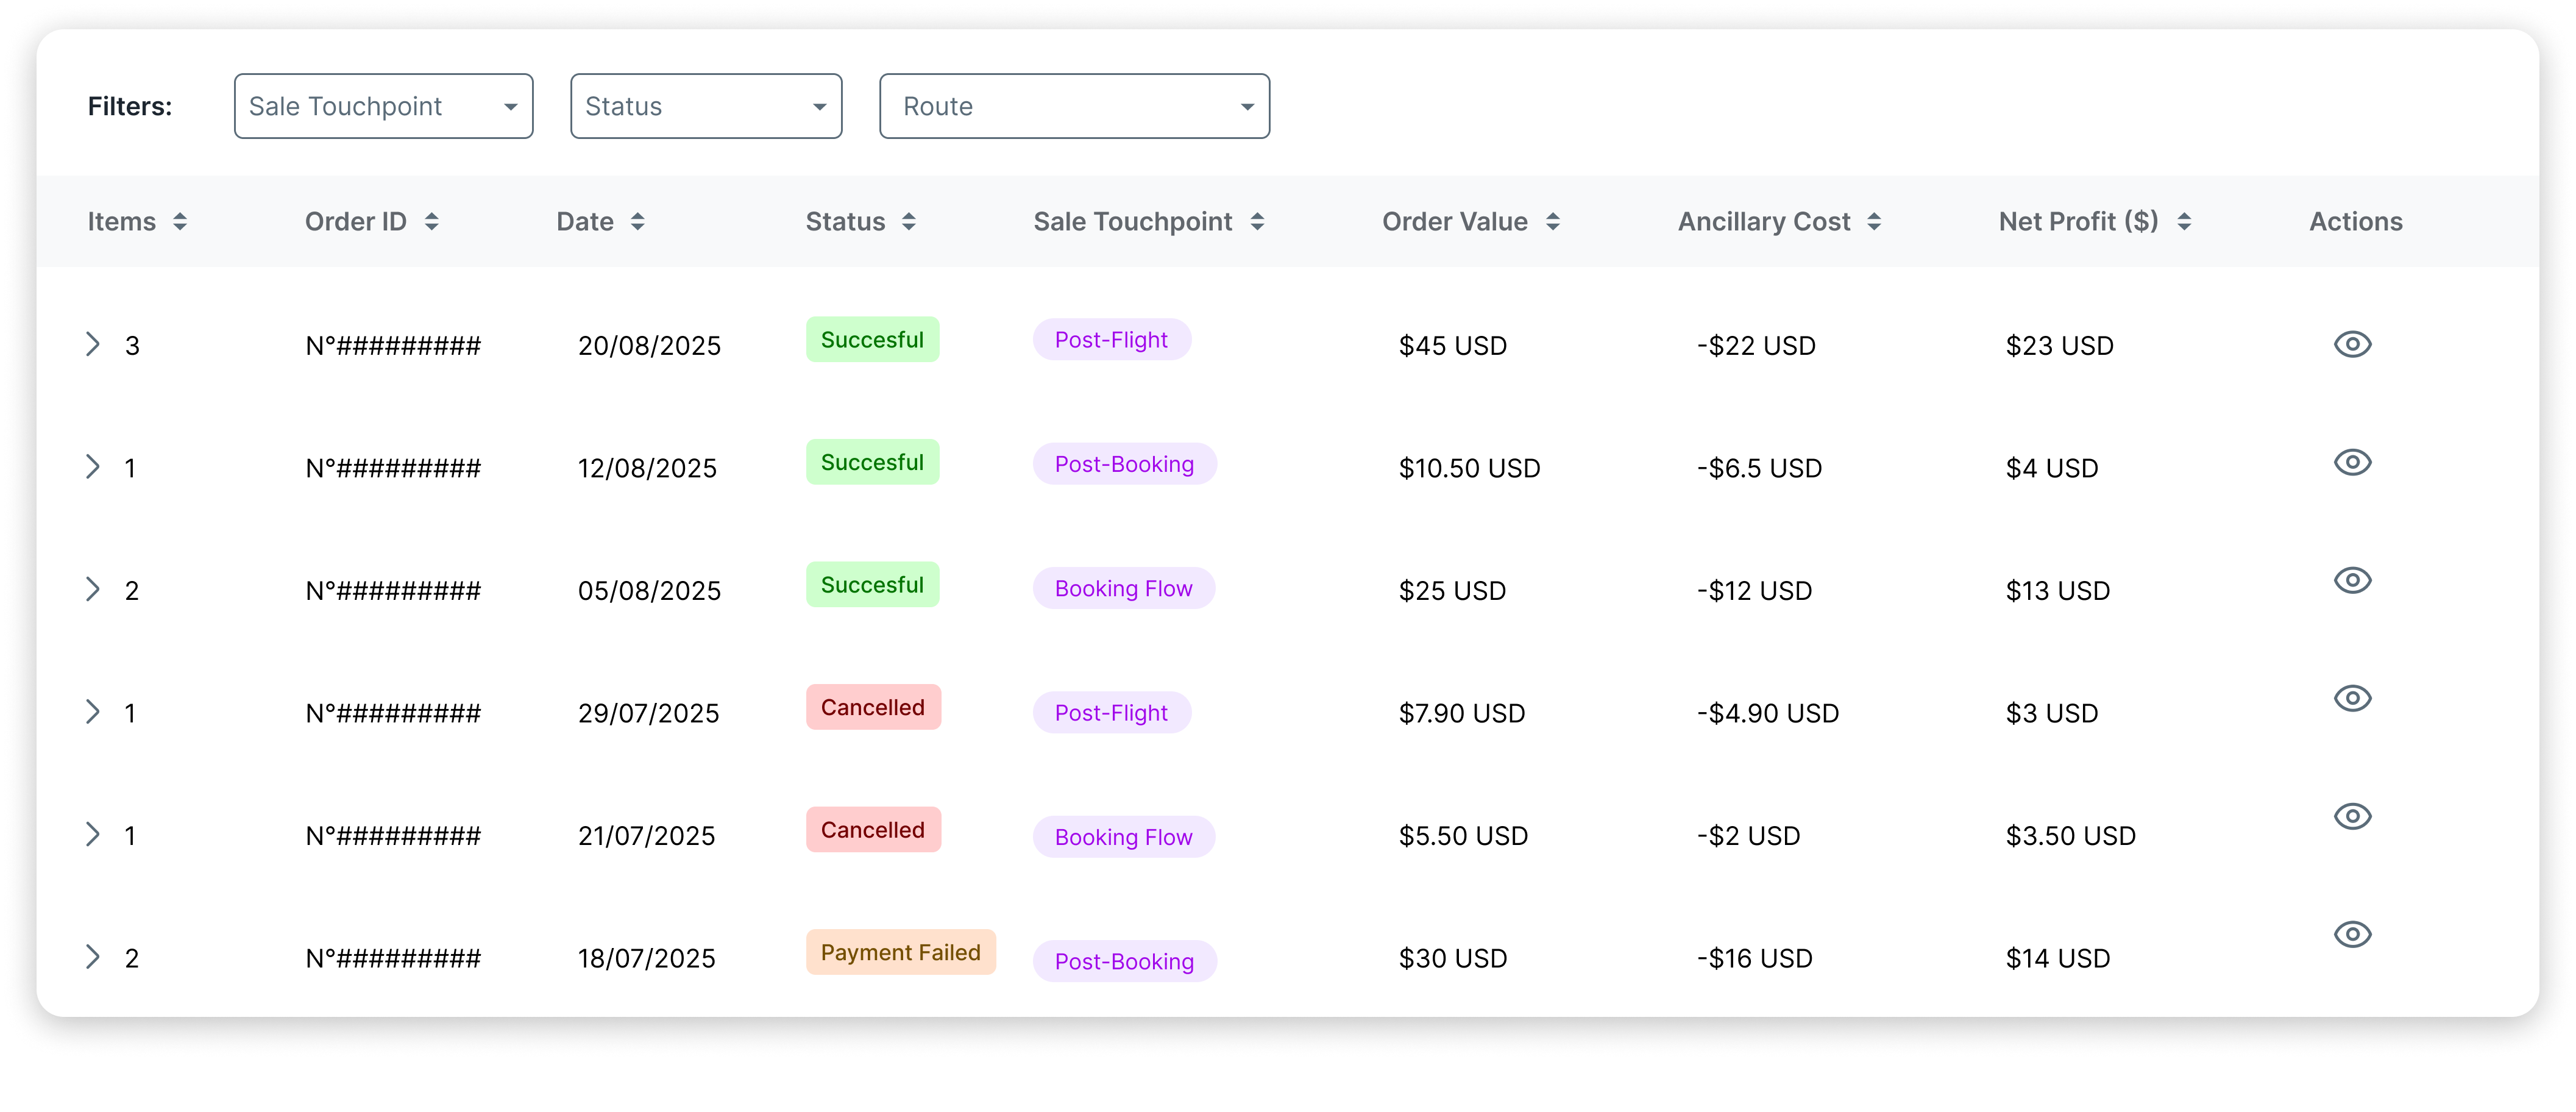 Filters: Sale Touchpoint Status Route
Items Order ID Date Status Sale Touchpoint Order Value Ancillary Cost Net Profit ($) Actions
3 N°######### 20/08/2025 Succesful Post-Flight $45 USD -$22 USD $23 USD
1 N°######### 12/08/2025 Succesful Post-Booking $10.50 USD -$6.5 USD $4 USD
2 N°######### 05/08/2025 Succesful Booking Flow $25 USD -$12 USD $13 USD
1 N°######### 29/07/2025 Cancelled Post-Flight $7.90 USD -$4.90 USD $3 USD
1 N°######### 21/07/2025 Cancelled Booking Flow $5.50 USD -$2 USD $3.50 USD
2 N°######### 18/07/2025 Payment Failed Post-Booking $30 USD -$16 USD $14 USD